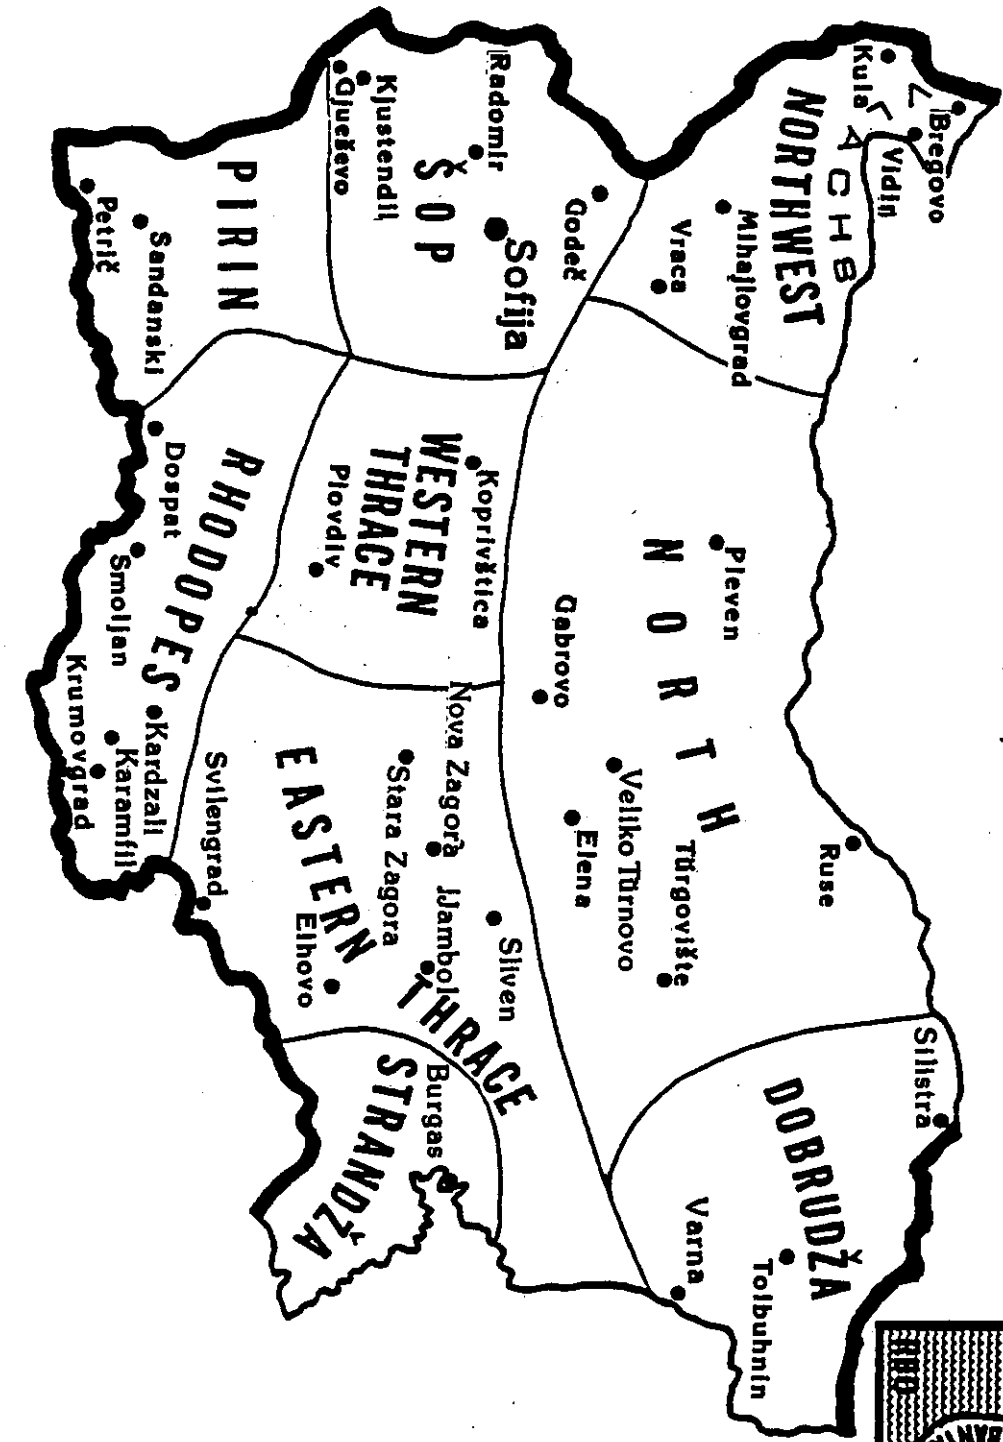 Bregovo
Kula
VLACHS
Vidin
NORTHWEST
Mihajlovgrad
Vraca
Radomir
Godeč
Sofija
ŠOP
Kjustendil
Gjueševo
PIRIN
Sandanski
Petrič
NORTH
Pleven
Gabrovo
Veliko Tŭrnovo
Elena
Tŭrgovište
Ruse
Silistra
DOBRUDŽA
Tolbuhnin
Varna
WESTERN
THRACE
Koprivštica
Plovdiv
RHODOPES
Dospat
Smoljan
Kardzali
Karamfil
Krumovgrad
EASTERN THRACE
Nova Zagora
Stara Zagora
Jambol
Sliven
Elhovo
Svilengrad
Burgas
STRANDŽA